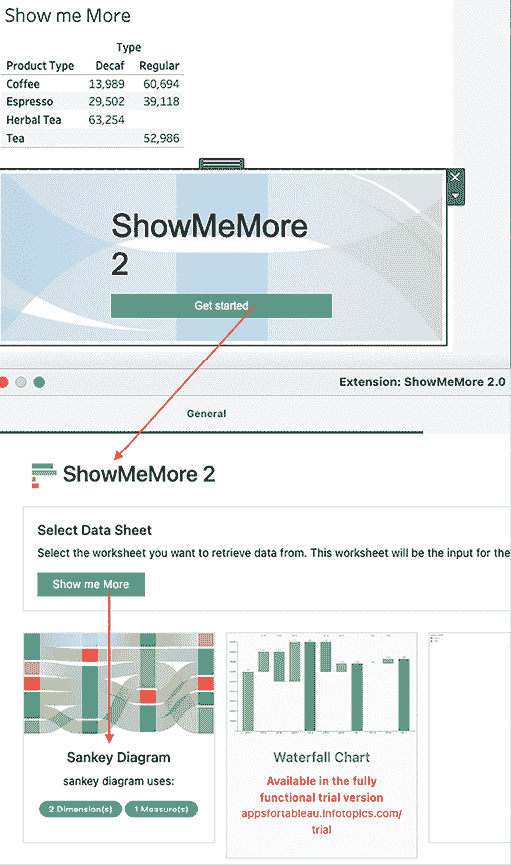 Show me More
Type
Product Type Decaf Regular
Coffee 13,989 60,694
Espresso 29,502 39,118
Herbal Tea 63,254
Tea 52,986
ShowMeMore
2
Get started
Extension: ShowMeMore 2.0
General
ShowMeMore 2
Select Data Sheet
Select the worksheet you want to retrieve data from. This worksheet will be the input for the
Show me More
Sankey Diagram
sankey diagram uses:
2 Dimension(s) 1 Measure(s)
Waterfall Chart
Available in the fully
functional trial version
appsfortableau.infotopics.com/
trial